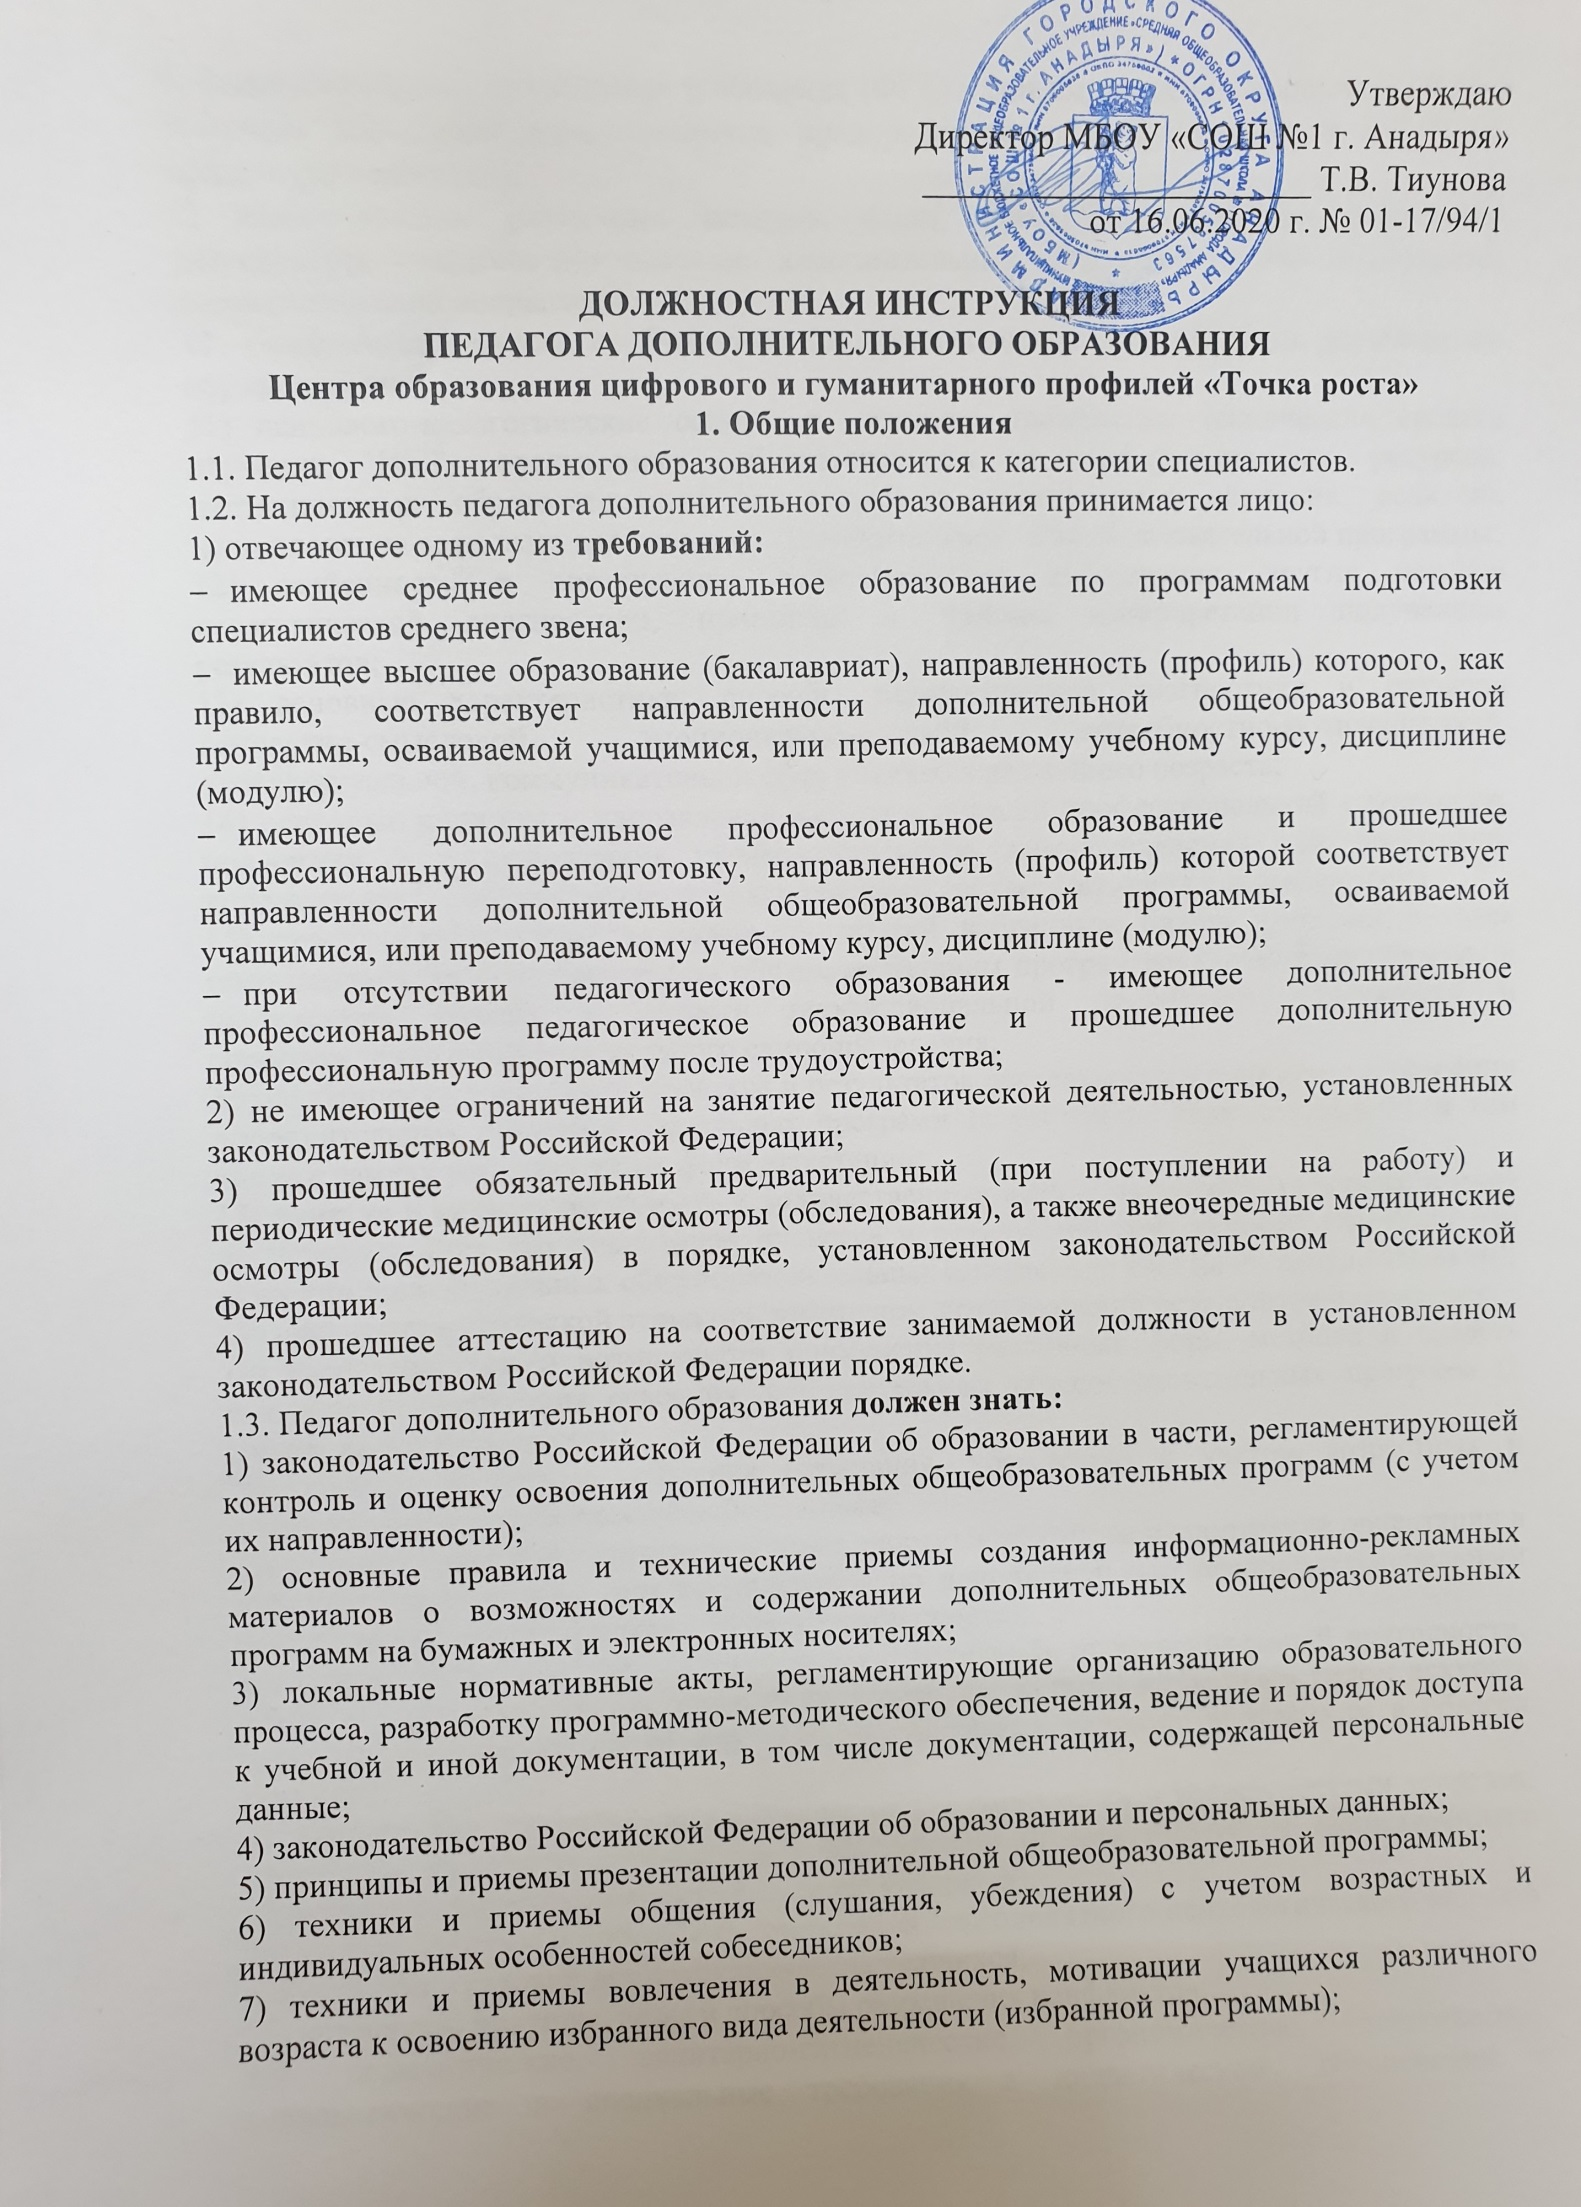 Утверждаю
Директор МБОУ «СОШ №1 г. Анадыря»
Т.В. Тиунова
от 16.06.2020 г. № 01-17/94/1
ДОЛЖНОСТНАЯ ИНСТРУКЦИЯ
ПЕДАГОГА ДОПОЛНИТЕЛЬНОГО ОБРАЗОВАНИЯ
Центра образования цифрового и гуманитарного профилей «Точка роста»
1. Общие положения
1.1. Педагог дополнительного образования относится к категории специалистов.
1.2. На должность педагога дополнительного образования принимается лицо:
1) отвечающее одному из требований:
– имеющее среднее профессиональное образование по программам подготовки
специалистов среднего звена;
– имеющее высшее образование (бакалавриат), направленность (профиль) которого, как
правило, соответствует направленности дополнительной общеобразовательной
программы, осваиваемой учащимися, или преподаваемому учебному курсу, дисциплине
(модулю);
– имеющее дополнительное профессиональное образование и прошедшее
профессиональную переподготовку, направленность (профиль) которой соответствует
направленности дополнительной общеобразовательной программы, осваиваемой
учащимися, или преподаваемому учебному курсу, дисциплине (модулю);
– при отсутствии педагогического образования - имеющее дополнительное
профессиональное педагогическое образование и прошедшее дополнительную
профессиональную программу после трудоустройства;
2) не имеющее ограничений на занятие педагогической деятельностью, установленных
законодательством Российской Федерации;
3) прошедшее обязательный предварительный (при поступлении на работу) и
периодические медицинские осмотры (обследования), а также внеочередные медицинские
осмотры (обследования) в порядке, установленном законодательством Российской
Федерации;
4) прошедшее аттестацию на соответствие занимаемой должности в установленном
законодательством Российской Федерации порядке.
1.3. Педагог дополнительного образования должен знать:
1) законодательство Российской Федерации об образовании в части, регламентирующей
контроль и оценку освоения дополнительных общеобразовательных программ (с учетом
их направленности);
2) основные правила и технические приемы создания информационно-рекламных
материалов о возможностях и содержании дополнительных общеобразовательных
программ на бумажных и электронных носителях;
3) локальные нормативные акты, регламентирующие организацию образовательного
процесса, разработку программно-методического обеспечения, ведение и порядок доступа
к учебной и иной документации, в том числе документации, содержащей персональные
данные;
4) законодательство Российской Федерации об образовании и персональных данных;
5) принципы и приемы презентации дополнительной общеобразовательной программы;
6) техники и приемы общения (слушания, убеждения) с учетом возрастных и
индивидуальных особенностей собеседников;
7) техники и приемы вовлечения в деятельность, мотивации учащихся различного
возраста к освоению избранного вида деятельности (избранной программы);
АДМИНИСТРАЦИЯ ГОРОДСКОГО ОКРУГА АНАДЫРЬ
(МБОУ «СОШ № 1 г. АНАДЫРЯ») * ОГРН 1028700587563